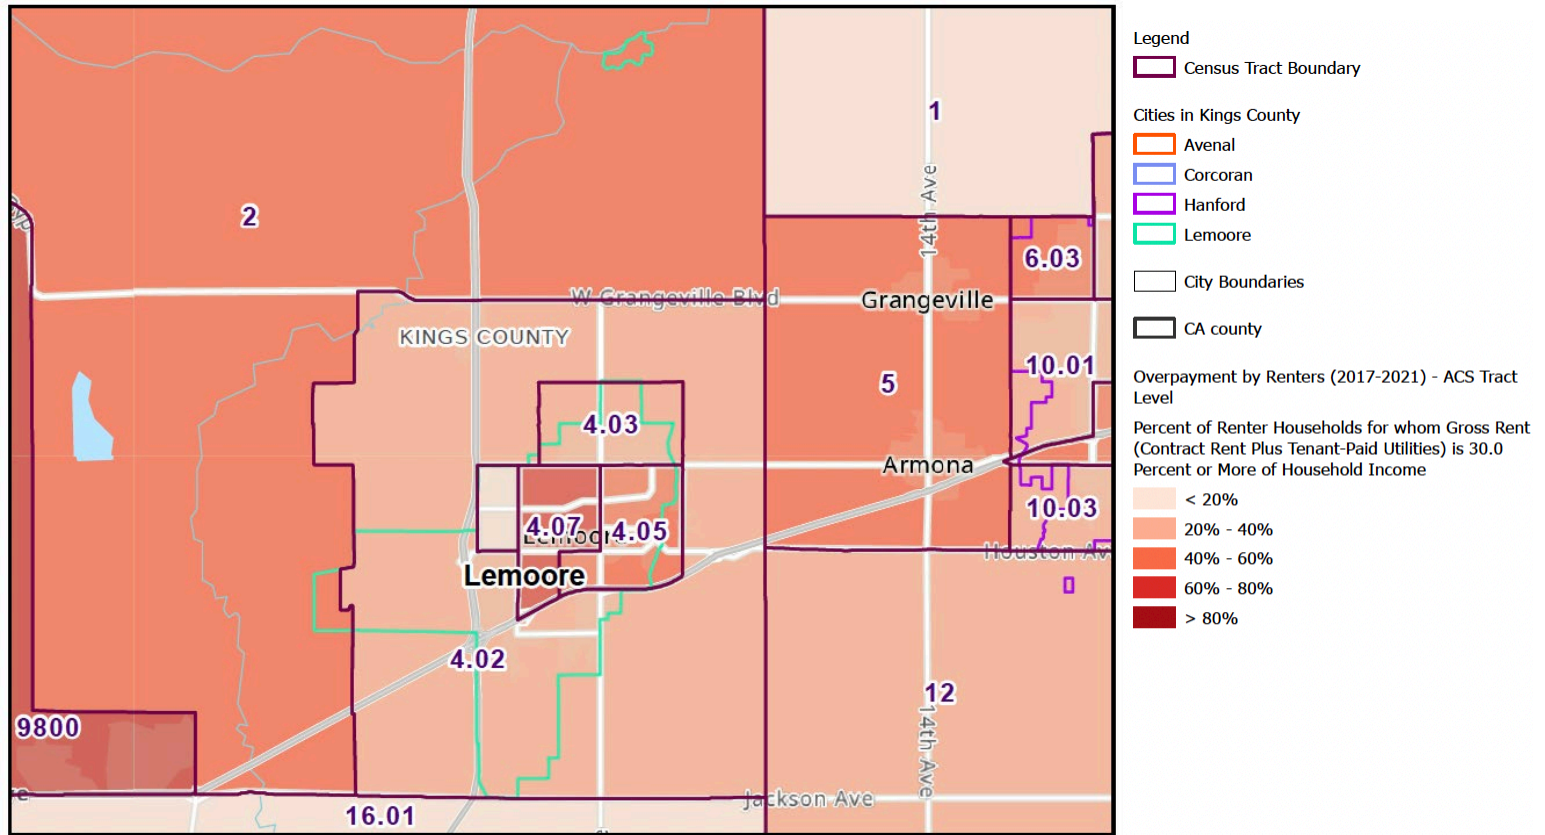 1
14th Ave
2
6.03
W Grangeville Blvd
Grangeville
KINGS COUNTY
10.01
5
4.03
Armona
10.03
4.07
4.05
Lemoore
Houston Av
Lemoore
4.02
12
9800
14th Ave
Jackson Ave
16.01
Legend
Census Tract Boundary
Cities in Kings County
Avenal
Corcoran
Hanford
Lemoore
City Boundaries
CA county
Overpayment by Renters (2017-2021) - ACS Tract
Level
Percent of Renter Households for whom Gross Rent
(Contract Rent Plus Tenant-Paid Utilities) is 30.0
Percent or More of Household Income
< 20%
20% - 40%
40% - 60%
60% - 80%
> 80%